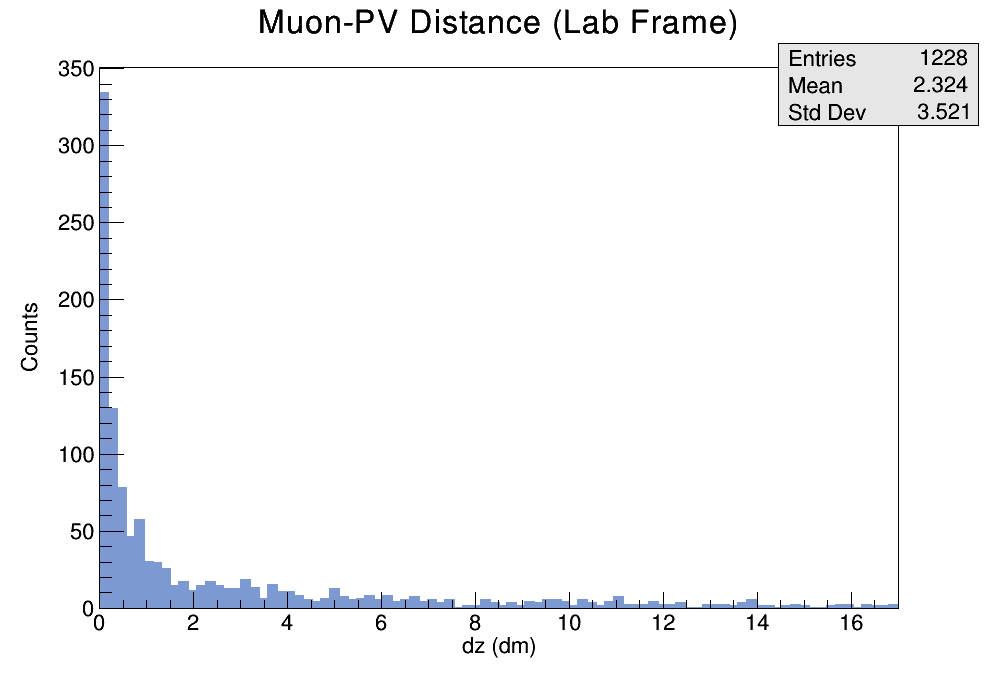 Muon-PV Distance (Lab Frame)
Entries 1228
Mean 2.324
Std Dev 3.521
350
300
250
200
150
100
50
0
Counts
0 2 4 6 8 10 12 14 16
dz (dm)